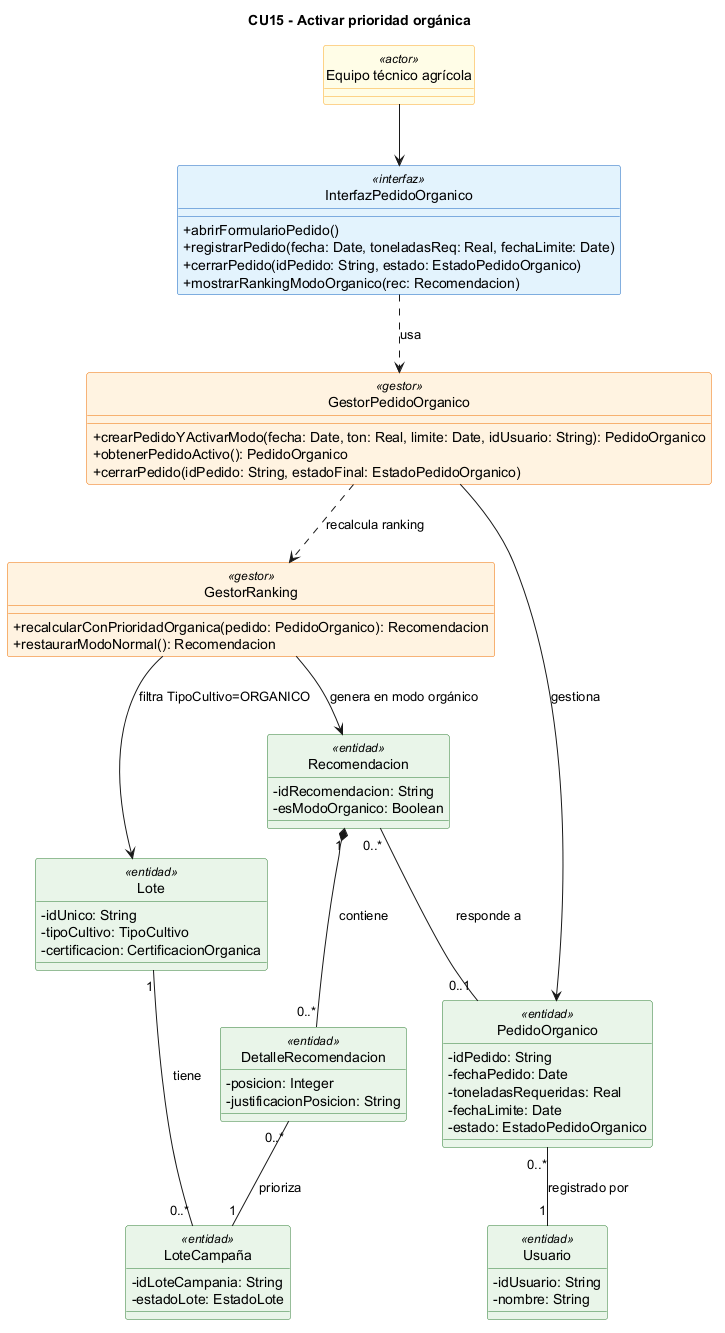 CU15 - Activar prioridad orgánica
«actor»
Equipo técnico agrícola
«interfaz»
InterfazPedidoOrganico
+abrirFormularioPedido()
+registrarPedido(fecha: Date, toneladasReq: Real, fechaLimite: Date)
+cerrarPedido(idPedido: String, estado: EstadoPedidoOrganico)
+mostrarRankingModoOrganico(rec: Recomendacion)
usa
«gestor»
GestorPedidoOrganico
+crearPedidoYActivarModo(fecha: Date, ton: Real, limite: Date, idUsuario: String): PedidoOrganico
+obtenerPedidoActivo(): PedidoOrganico
+cerrarPedido(idPedido: String, estadoFinal: EstadoPedidoOrganico)
recalcula ranking
«gestor»
GestorRanking
+recalcularConPrioridadOrganica(pedido: PedidoOrganico): Recomendacion
+restaurarModoNormal(): Recomendacion
filtra TipoCultivo=ORGANICO
genera en modo orgánico
gestiona
«entidad»
Recomendacion
-idRecomendacion: String
-esModoOrganico: Boolean
1
0..*
«entidad»
Lote
-idUnico: String
-tipoCultivo: TipoCultivo
-certificacion: CertificacionOrganica
contiene
responde a
1
0..*
0..1
«entidad»
PedidoOrganico
-idPedido: String
-fechaPedido: Date
-toneladasRequeridas: Real
-fechaLimite: Date
-estado: EstadoPedidoOrganico
«entidad»
DetalleRecomendacion
-posicion: Integer
-justificacionPosicion: String
tiene
0..*
prioriza
0..*
registrado por
0..*
1
1
«entidad»
LoteCampaña
-idLoteCampania: String
-estadoLote: EstadoLote
«entidad»
Usuario
-idUsuario: String
-nombre: String